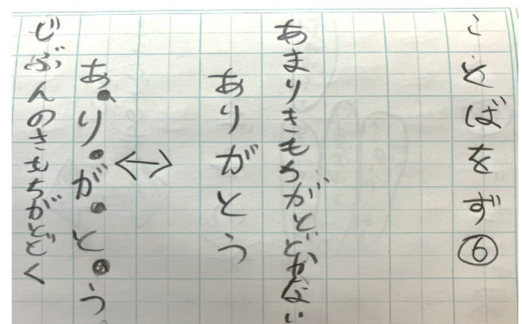 ことばをず⑥
あまりきもちがとどかない
ありがとう
↔
あ・り・が・と・う
じぶんのきもちがとどく